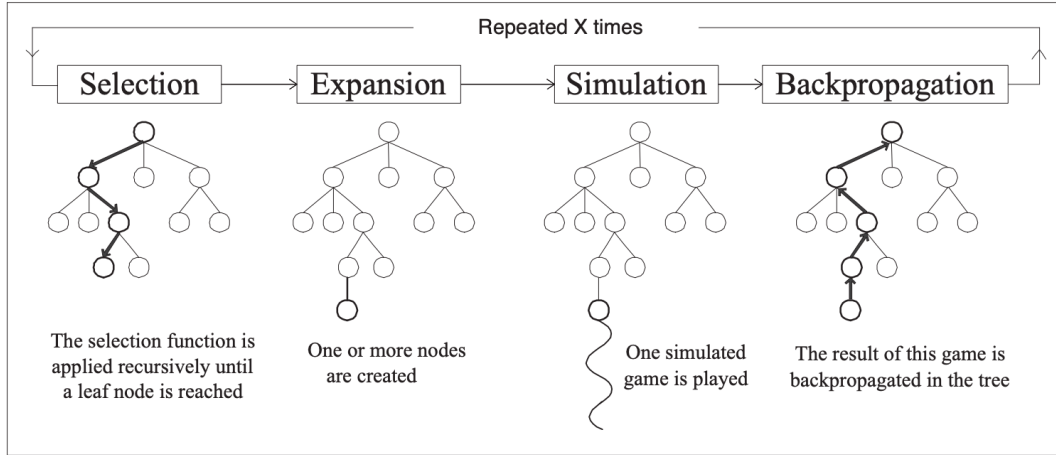 Repeated X times
Selection
Expansion
Simulation
Backpropagation
The selection function is
applied recursively until
a leaf node is reached
One or more nodes
are created
One simulated
game is played
The result of this game is
backpropagated in the tree